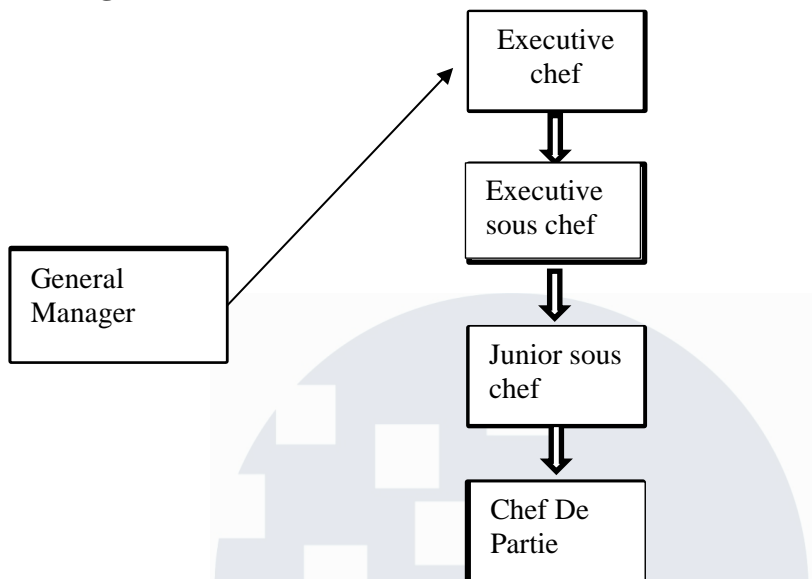 Executive
chef
Executive
sous chef
General
Manager
Junior sous
chef
Chef De
Partie